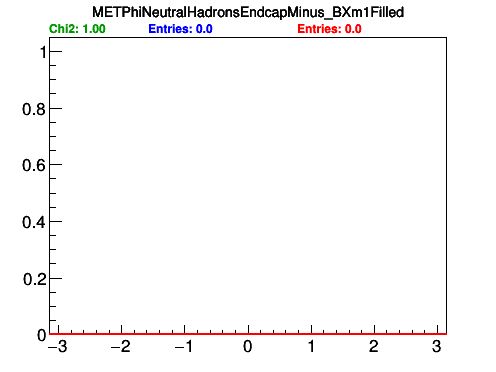 METPhiNeutralHadronsEndcapMinus_BXm1Filled
Chi2: 1.00 Entries: 0.0 Entries: 0.0
1
0.8
0.6
0.4
0.2
0
−3 −2 −1 0 1 2 3